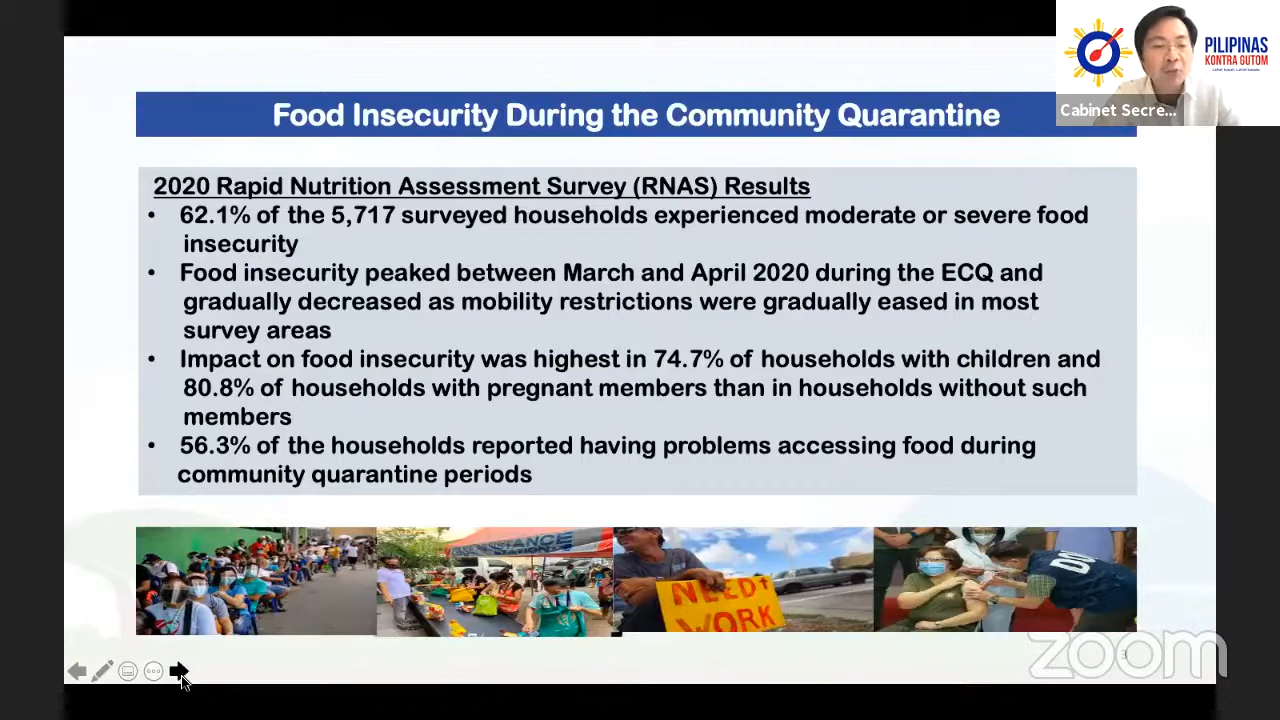 PILIPINAS
KONTRA GUTOM
Cabinet Secre...
Food Insecurity During the Community Quarantine
2020 Rapid Nutrition Assessment Survey (RNAS) Results
• 62.1% of the 5,717 surveyed households experienced moderate or severe food
insecurity
• Food insecurity peaked between March and April 2020 during the ECQ and
gradually decreased as mobility restrictions were gradually eased in most
survey areas
• Impact on food insecurity was highest in 74.7% of households with children and
80.8% of households with pregnant members than in households without such
members
• 56.3% of the households reported having problems accessing food during
community quarantine periods
NEED
WORK
zoom
3